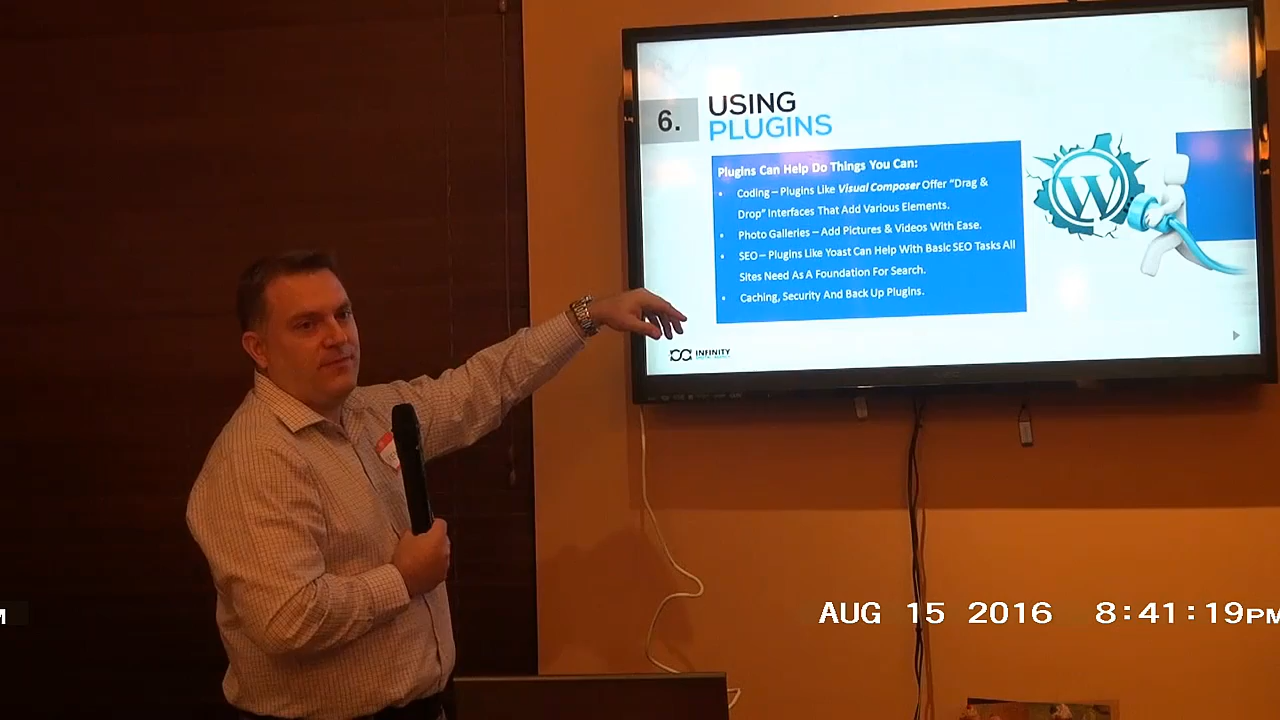 6.
USING
PLUGINS
Plugins Can Help Do Things You Can:
• Coding – Plugins Like Visual Composer Offer "Drag &
Drop" Interfaces That Add Various Elements.
• Photo Galleries – Add Pictures & Videos With Ease.
• SEO – Plugins Like Yoast Can Help With Basic SEO Tasks All
Sites Need As A Foundation For Search.
• Caching, Security And Back Up Plugins.
W
INFINITY
M
AUG 15 2016 8:41:19PM